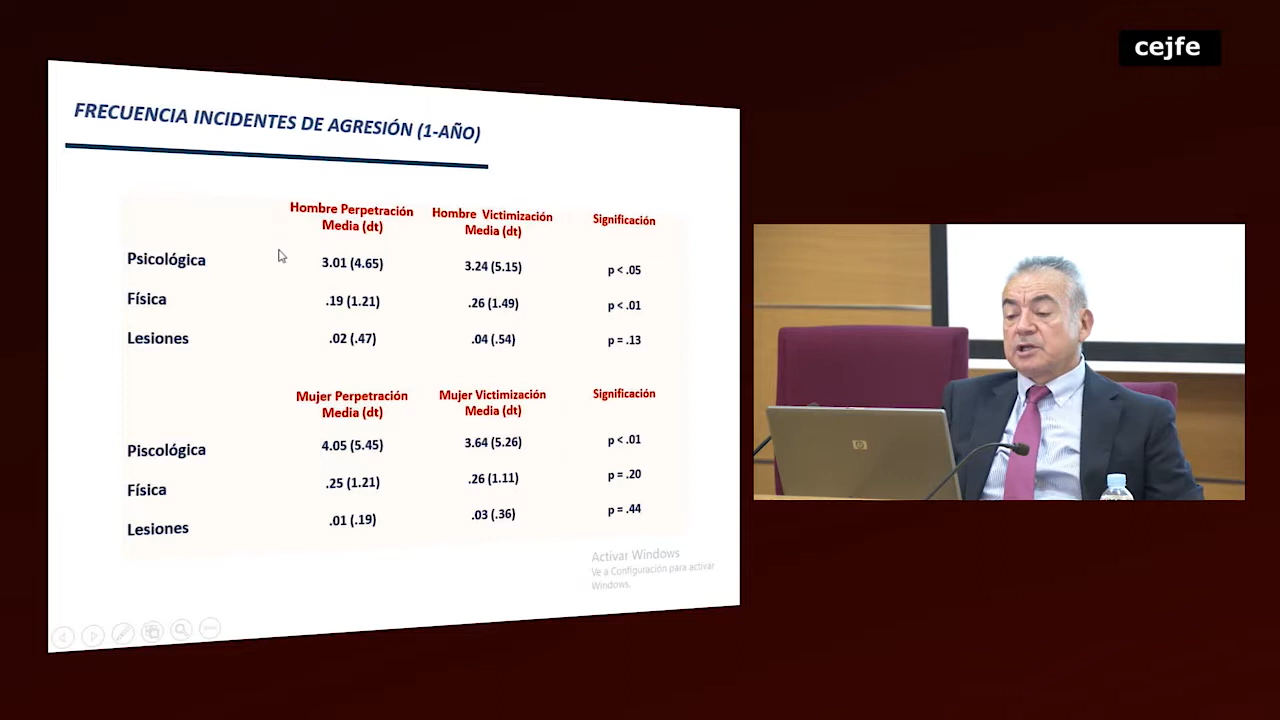 cejfe
FRECUENCIA INCIDENTES DE AGRESIÓN (1-AÑO)
Hombre Perpetración Media (dt) Hombre Victimización Media (dt) Significación
Psicológica 3.01 (4.65) 3.24 (5.15) p < .05
Física .19 (1.21) .26 (1.49) p < .01
Lesiones .02 (.47) .04 (.54) p = .13
Mujer Perpetración Media (dt) Mujer Victimización Media (dt) Significación
Piscológica 4.05 (5.45) 3.64 (5.26) p < .01
Física .25 (1.21) .26 (1.11) p = .20
Lesiones .01 (.19) .03 (.36) p = .44
Activar Windows
Ve a Configuración para activar
Windows.
hp